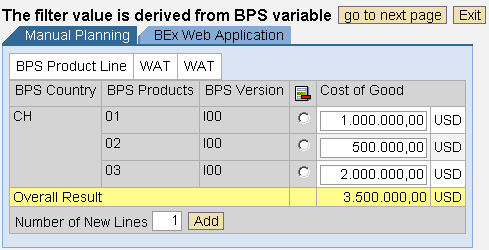 The filter value is derived from BPS variable go to next page Exit
Manual Planning BEx Web Application
BPS Product Line WAT WAT
BPS Country BPS Products BPS Version Cost of Good
CH 01 I00 1.000.000,00 USD
02 I00 500.000,00 USD
03 I00 2.000.000,00 USD
Overall Result 3.500.000,00 USD
Number of New Lines 1 Add